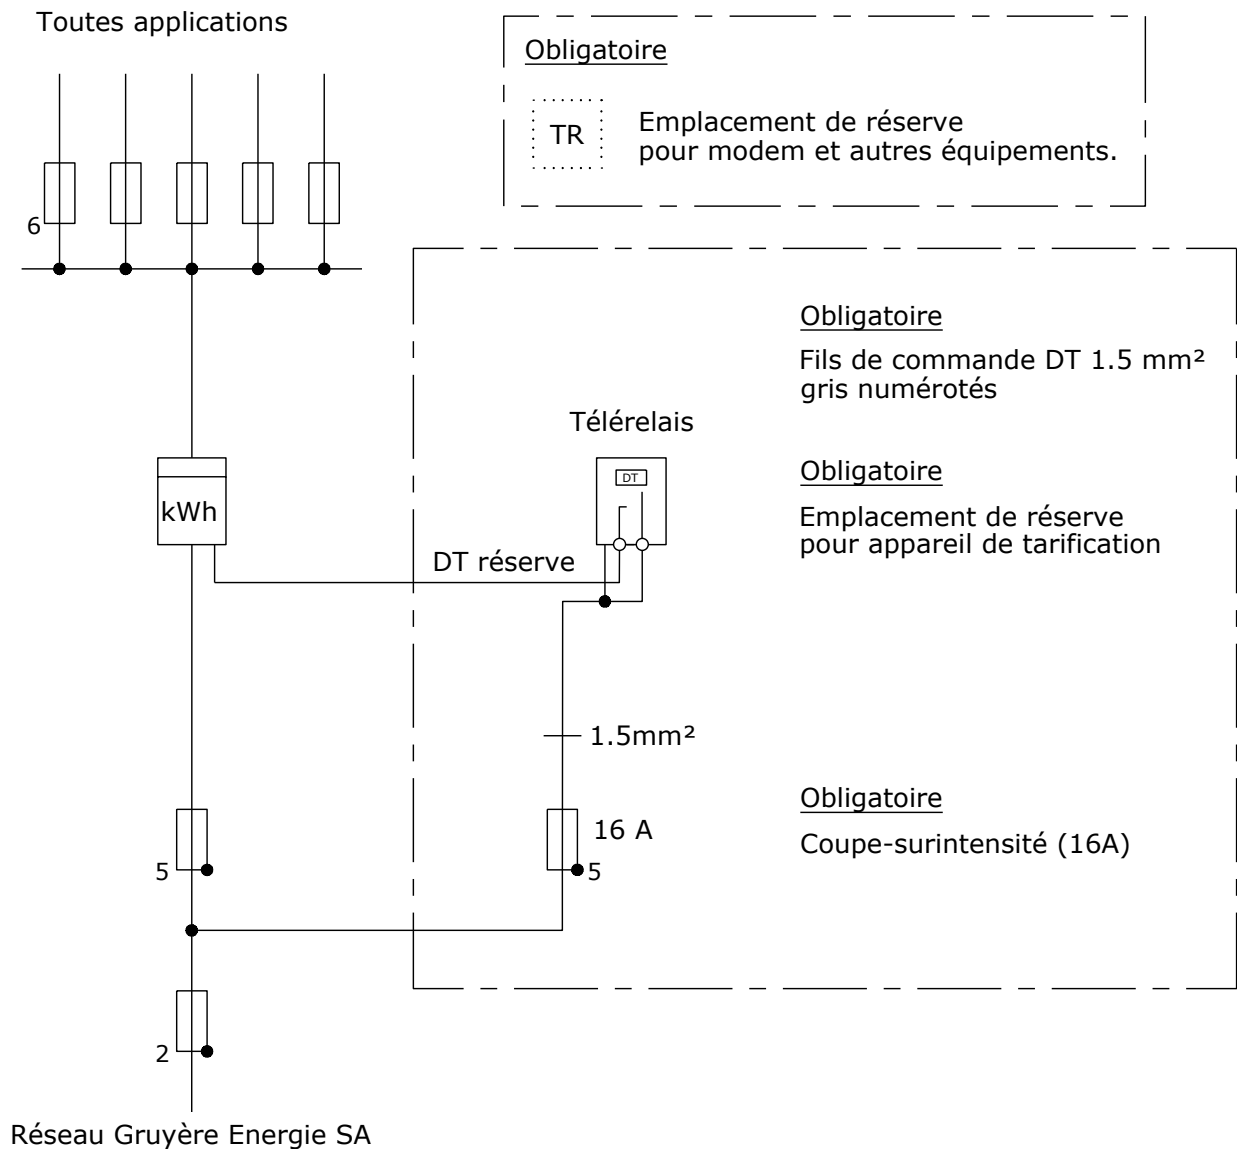 Toutes applications
Obligatoire
TR
Emplacement de réserve
pour modem et autres équipements.
6
Obligatoire
Fils de commande DT 1.5 mm²
gris numérotés
Télérelais
DT
kWh
Obligatoire
Emplacement de réserve
pour appareil de tarification
DT réserve
1.5mm²
16 A
5
5
Obligatoire
Coupe-surintensité (16A)
2
Réseau Gruyère Energie SA